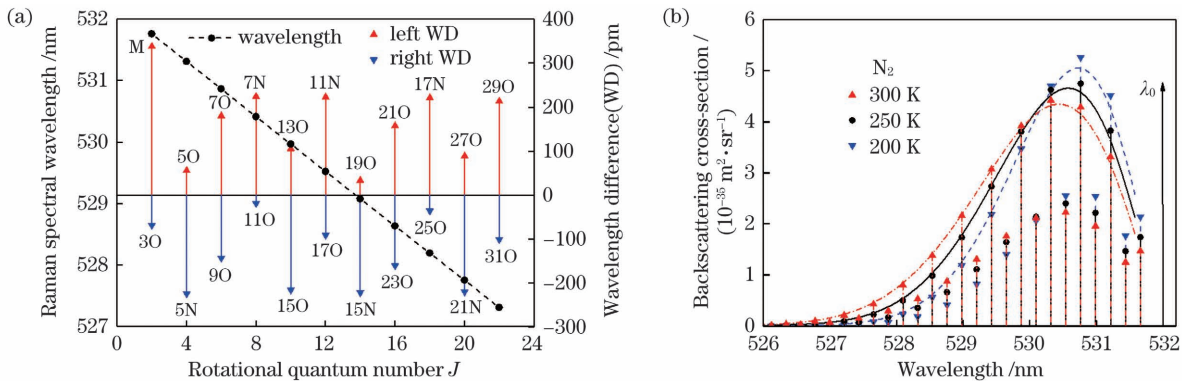 (a)
532
531
530
529
528
527
Raman spectral wavelength /nm
0 4 8 12 16 20 24
Rotational quantum number J
400
300
200
100
0
−100
−200
−300
Wavelength difference(WD) /pm
wavelength
left WD
right WD
M
5O
7O
7N
13O
11N
19O
21O
17N
27O
29O
3O
5N
9O
11O
15O
17O
15N
23O
25O
21N
31O
(b)
6
5
4
3
2
1
0
Backscattering cross-section /
(10⁻³⁵ m²·sr⁻¹)
N₂
300 K
250 K
200 K
λ₀
526 527 528 529 530 531 532
Wavelength /nm